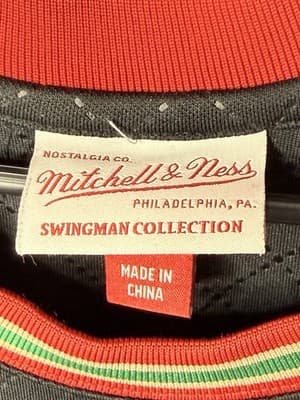 NOSTALGIA CO.
Mitchell & Ness
PHILADELPHIA, PA.
SWINGMAN COLLECTION
MADE IN
CHINA